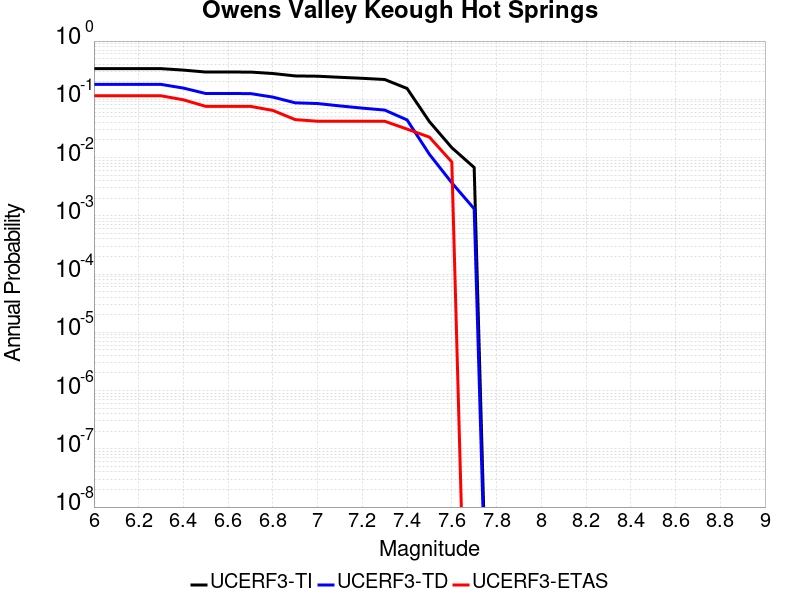 Owens Valley Keough Hot Springs
10^0
10^-1
10^-2
10^-3
10^-4
10^-5
10^-6
10^-7
10^-8
Annual Probability
6 6.2 6.4 6.6 6.8 7 7.2 7.4 7.6 7.8 8 8.2 8.4 8.6 8.8 9
Magnitude
UCERF3-TI UCERF3-TD UCERF3-ETAS